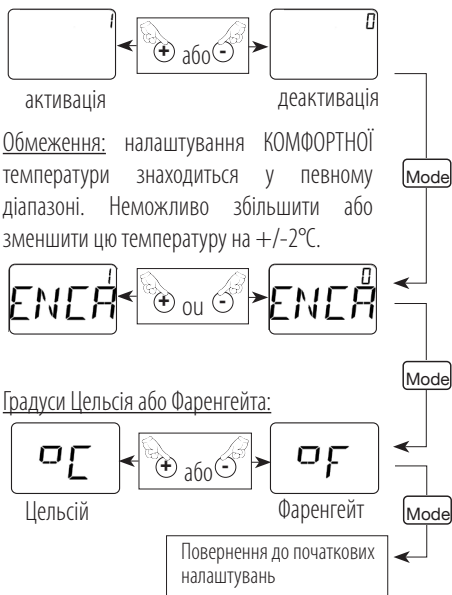 1 + або - 0
активація деактивація
Обмеження: налаштування КОМФОРТНОЇ
температури знаходиться у певному
діапазоні. Неможливо збільшити або
зменшити цю температуру на +/-2°C.
Mode
1 0
ENCA + ou - ENCA
Mode
Градуси Цельсія або Фаренгейта:
°C + або - °F
Цельсій Фаренгейт
Mode
Повернення до початкових
налаштувань